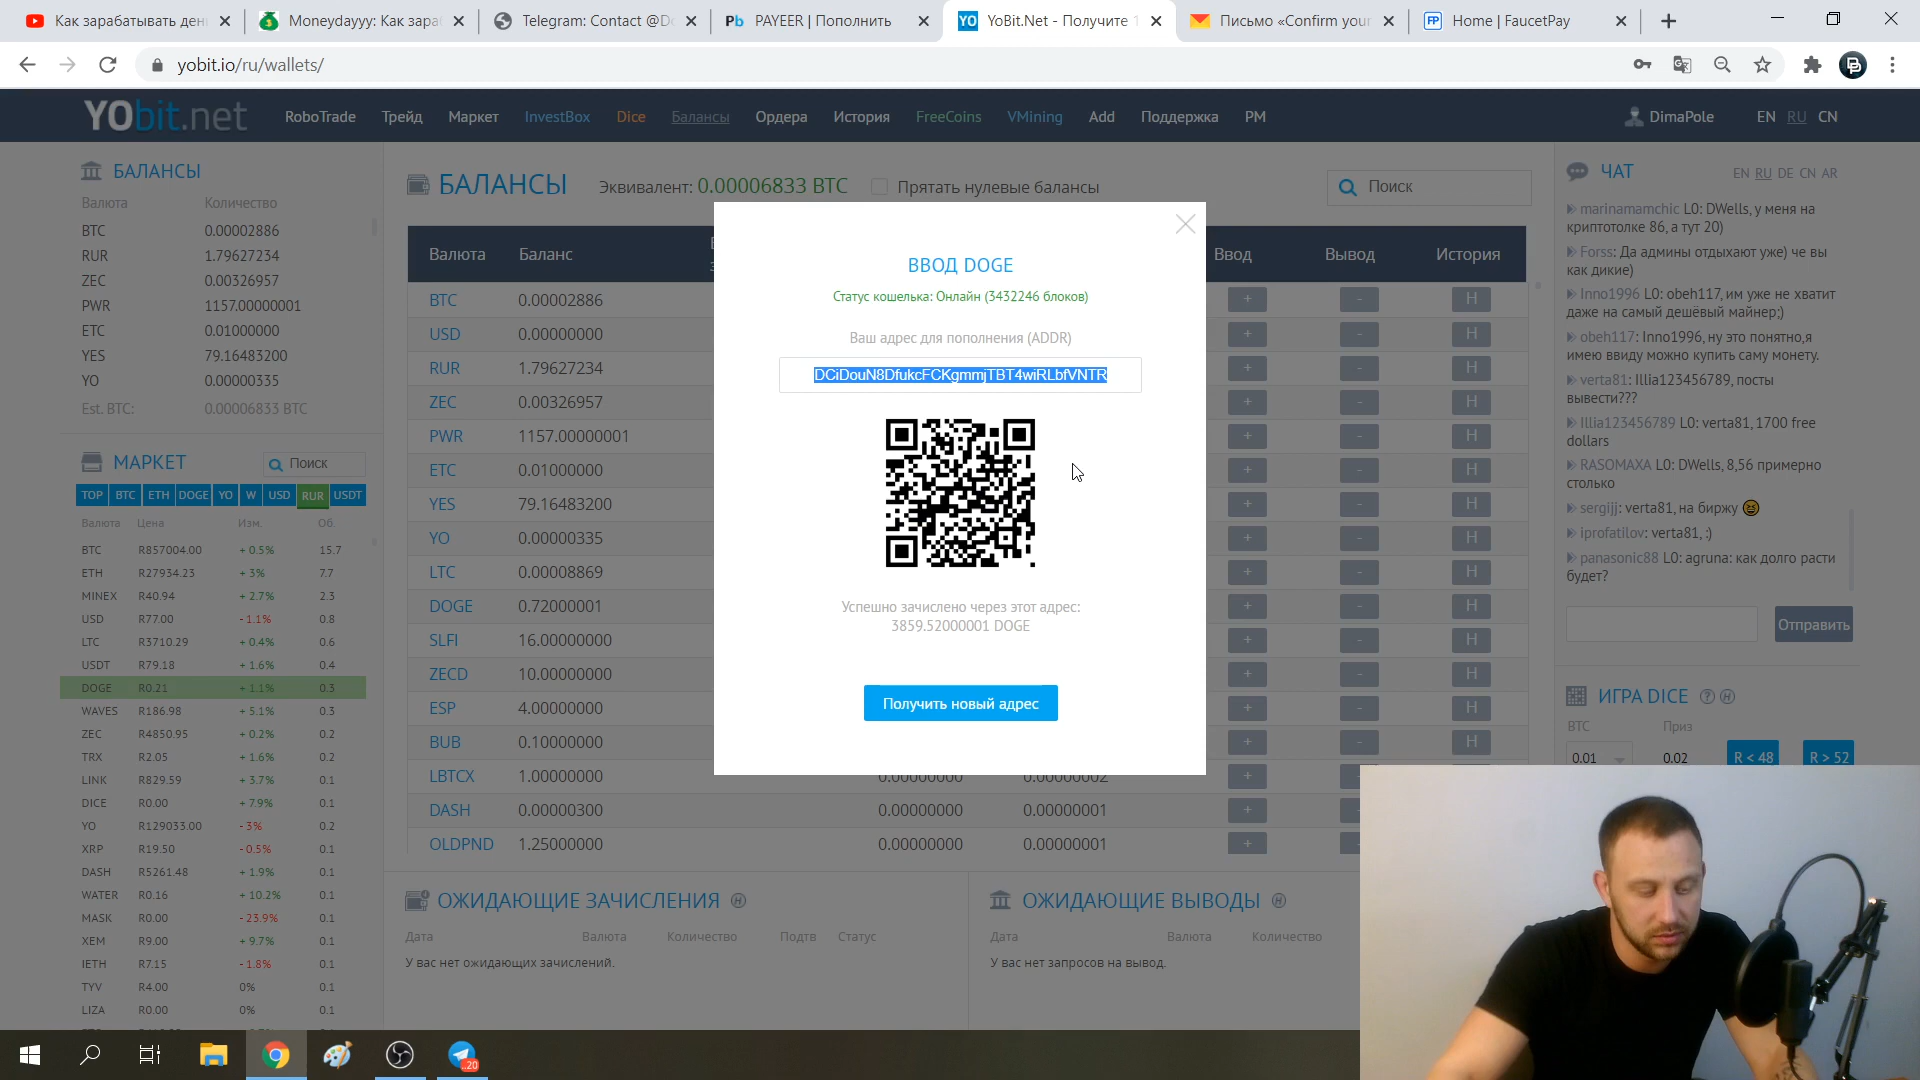 Как зарабатывать ден
Moneydayyy: Как зара
Telegram: Contact @Do
PAYEER | Пополнить
YoBit.Net - Получите 1
Письмо «Confirm your
Home | FaucetPay
yobit.io/ru/wallets/
YObit.net
RoboTrade Трейд Маркет InvestBox Dice Балансы Ордера История FreeCoins VMining Add Поддержка PM
DimaPole EN RU CN
БАЛАНСЫ
Валюта Количество
BTC 0.00002886
RUR 1.79627234
ZEC 0.00326957
PWR 1157.00000001
ETC 0.01000000
YES 79.16483200
YO 0.00000335
Est. BTC: 0.00006833 BTC
МАРКЕТ Поиск
TOP BTC ETH DOGE YO W USD RUR USDT
Валюта Цена Изм. Об.
BTC R857004.00 + 0.5% 15.7
ETH R27934.23 + 3% 7.7
MINEX R40.94 + 2.7% 2.3
USD R77.00 - 1.1% 0.8
LTC R3710.29 + 0.4% 0.6
USDT R79.18 + 1.6% 0.4
DOGE R0.21 + 1.1% 0.3
WAVES R186.98 + 5.1% 0.3
ZEC R4850.95 + 0.2% 0.2
TRX R2.05 + 1.6% 0.2
LINK R829.59 + 3.7% 0.1
DICE R0.00 + 7.9% 0.1
YO R129033.00 - 3% 0.2
XRP R19.50 - 0.5% 0.1
DASH R5261.48 + 1.9% 0.1
WATER R0.16 + 10.2% 0.1
MASK R0.00 - 23.9% 0.1
XEM R9.00 + 9.7% 0.1
IETH R7.15 - 1.8% 0.1
TYV R4.00 0% 0.1
LIZA R0.00 0% 0.1
БАЛАНСЫ Эквивалент: 0.00006833 BTC Прятать нулевые балансы Поиск
Валюта Баланс Ввод Вывод История
BTC 0.00002886 + - H
USD 0.00000000 + - H
RUR 1.79627234 + - H
ZEC 0.00326957 + - H
PWR 1157.00000001 + - H
ETC 0.01000000 + - H
YES 79.16483200 + - H
YO 0.00000335 + - H
LTC 0.00008869 + - H
DOGE 0.72000001 + - H
SLFI 16.00000000 + - H
ZECD 10.00000000 + - H
ESP 4.00000000 + - H
BUB 0.10000000 + - H
LBTCX 1.00000000 0.00000000 0.00000002 + -
DASH 0.00000300 0.00000000 0.00000001 + -
OLDPND 1.25000000 0.00000000 0.00000001 + -
ВВОД DOGE
Статус кошелька: Онлайн (3432246 блоков)
Ваш адрес для пополнения (ADDR)
DCiDouN8DfukcFCKgmmjTBT4wiRLbfVNTR
Успешно зачислено через этот адрес:
3859.52000001 DOGE
Получить новый адрес
ОЖИДАЮЩИЕ ЗАЧИСЛЕНИЯ H
Дата Валюта Количество Подтв Статус
У вас нет ожидающих зачислений.
ОЖИДАЮЩИЕ ВЫВОДЫ H
Дата Валюта Количество
У вас нет запросов на вывод.
ЧАТ EN RU DE CN AR
marinamamchic L0: DWells, у меня на
криптотолке 86, а тут 20)
Forss: Да админы отдыхают уже) че вы
как дикие)
Inno1996 L0: obeh117, им уже не хватит
даже на самый дешёвый майнер;)
obeh117: Inno1996, ну это понятно,я
имею ввиду можно купить саму монету.
verta81: Illia123456789, посты
вывести???
Illia123456789 L0: verta81, 1700 free
dollars
RASOMAXA L0: DWells, 8,56 примерно
столько
sergijj: verta81, на биржу
iprofatilov: verta81, :)
panasonic88 L0: agruna: как долго расти
будет?
Отправить
ИГРА DICE ? H
BTC Приз
0.01 0.02 R < 48 R > 52
..20